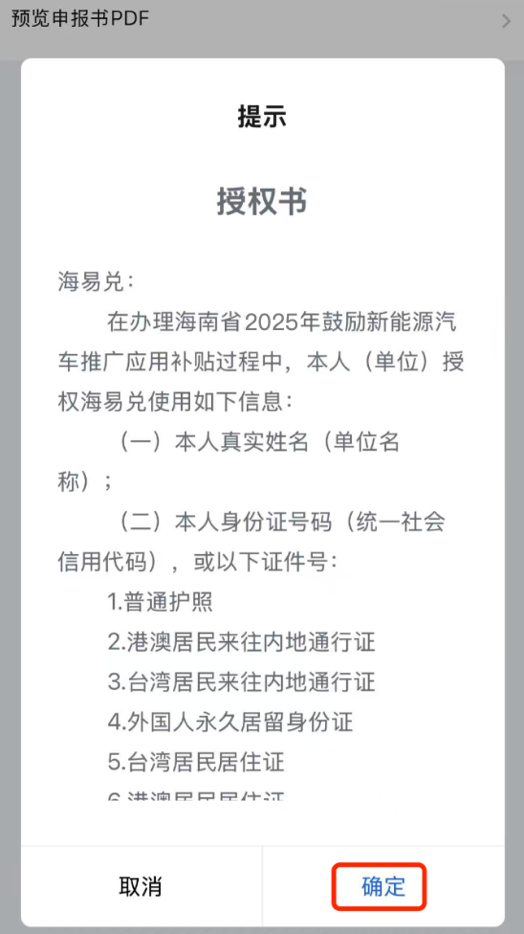 预览申报书PDF
提示
授权书
海易兑：
在办理海南省2025年鼓励新能源汽
车推广应用补贴过程中，本人（单位）授
权海易兑使用如下信息：
（一）本人真实姓名（单位名
称）；
（二）本人身份证号码（统一社会
信用代码），或以下证件号：
1.普通护照
2.港澳居民来往内地通行证
3.台湾居民来往内地通行证
4.外国人永久居留身份证
5.台湾居民居住证
6.港澳居民居住证
取消
确定